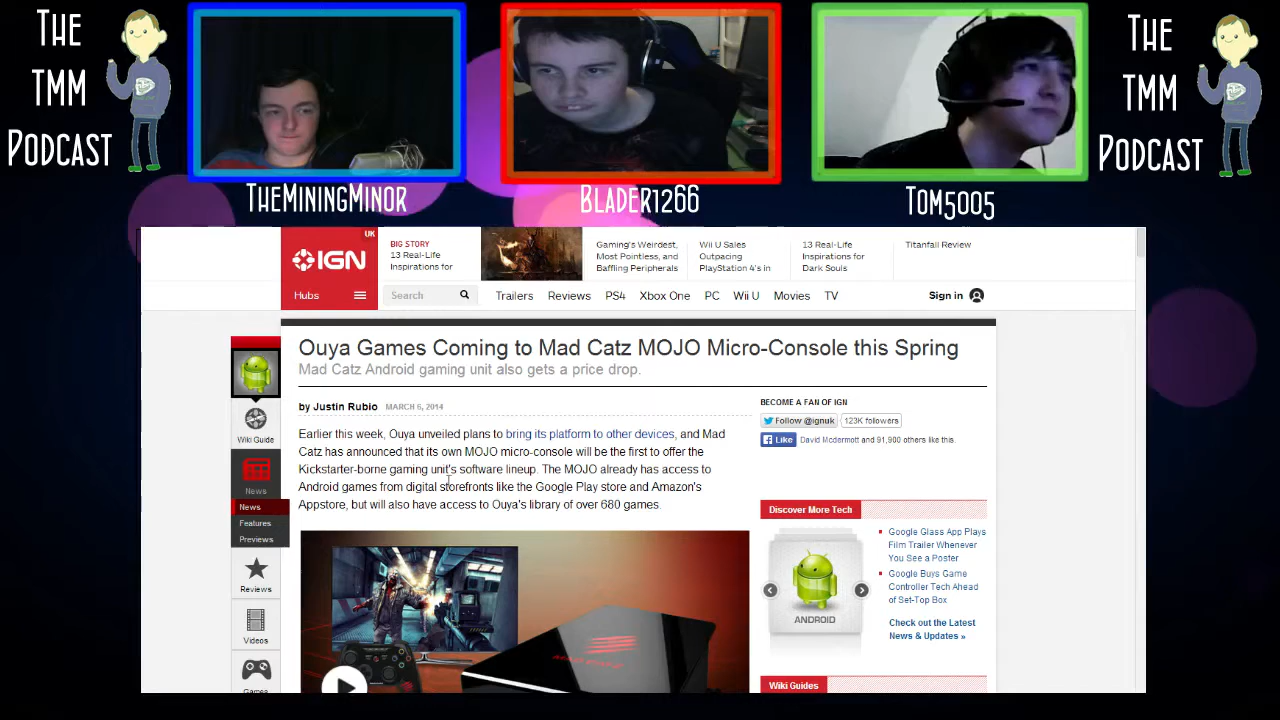 The
TMM
Podcast
TheMiningMinor
Blader1266
Tom5005
The
TMM
Podcast
IGN
UK
BIG STORY
13 Real-Life
Inspirations for
Gaming's Weirdest,
Most Pointless, and
Baffling Peripherals
Wii U Sales
Outpacing
PlayStation 4's in
13 Real-Life
Inspirations for
Dark Souls
Titanfall Review
Hubs
Search
Trailers
Reviews
PS4
Xbox One
PC
Wii U
Movies
TV
Sign in
Ouya Games Coming to Mad Catz MOJO Micro-Console this Spring
Mad Catz Android gaming unit also gets a price drop.
by Justin Rubio MARCH 6, 2014
Earlier this week, Ouya unveiled plans to bring its platform to other devices, and Mad
Catz has announced that its own MOJO micro-console will be the first to offer the
Kickstarter-borne gaming unit's software lineup. The MOJO already has access to
Android games from digital storefronts like the Google Play store and Amazon's
Appstore, but will also have access to Ouya's library of over 680 games.
Wiki Guide
News
News
Features
Previews
Reviews
Videos
Games
BECOME A FAN OF IGN
Follow @ignuk
123K followers
Like
David Mcdermott and 91,900 others like this.
Discover More Tech
ANDROID
Google Glass App Plays
Film Trailer Whenever
You See a Poster
Google Buys Game
Controller Tech Ahead
of Set-Top Box
Check out the Latest
News & Updates »
Wiki Guides